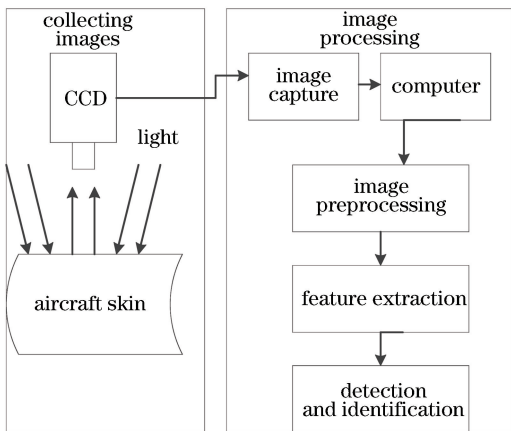 collecting
images
CCD
light
aircraft skin
image
processing
image
capture
computer
image
preprocessing
feature extraction
detection
and identification